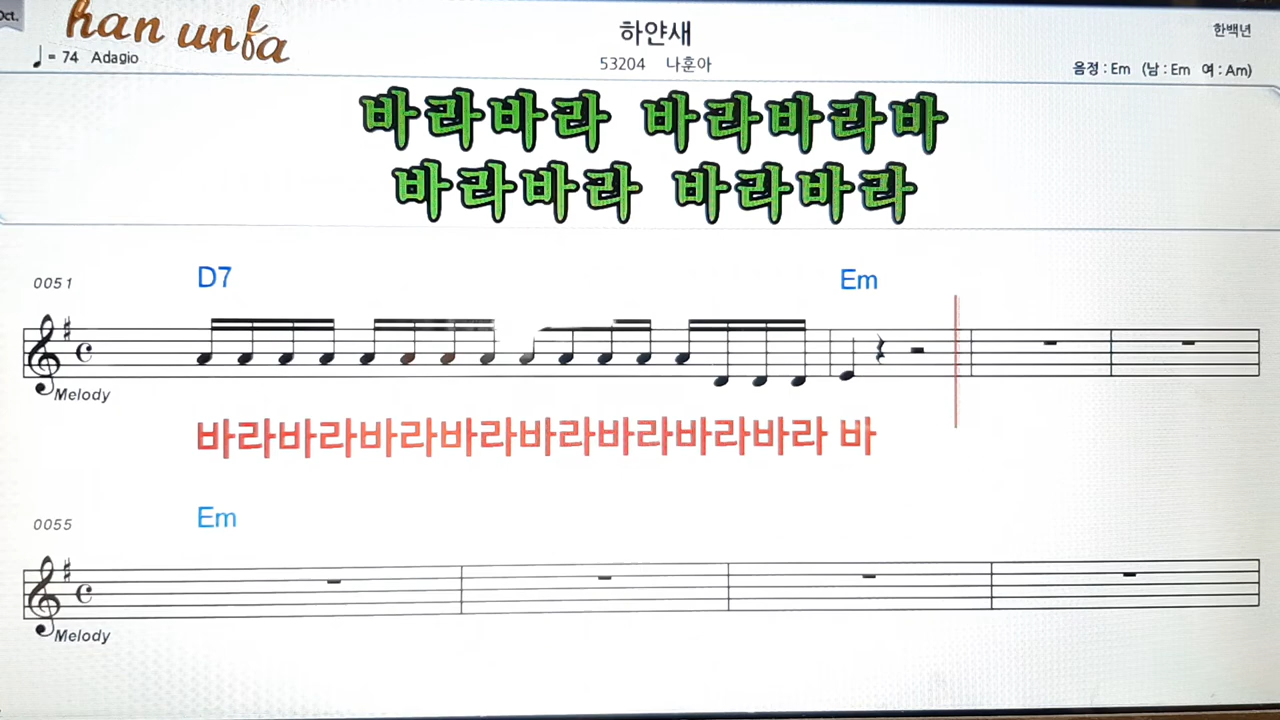 Oct.
han unfa
하얀새
한백년
♩ = 74 Adagio
53204 나훈아
음정 : Em (남 : Em 여 : Am)
바라바라 바라바라바
바라바라 바라바라
0051 D7 Em
Melody
바라바라바라바라바라바라바라바라 바
0055 Em
Melody